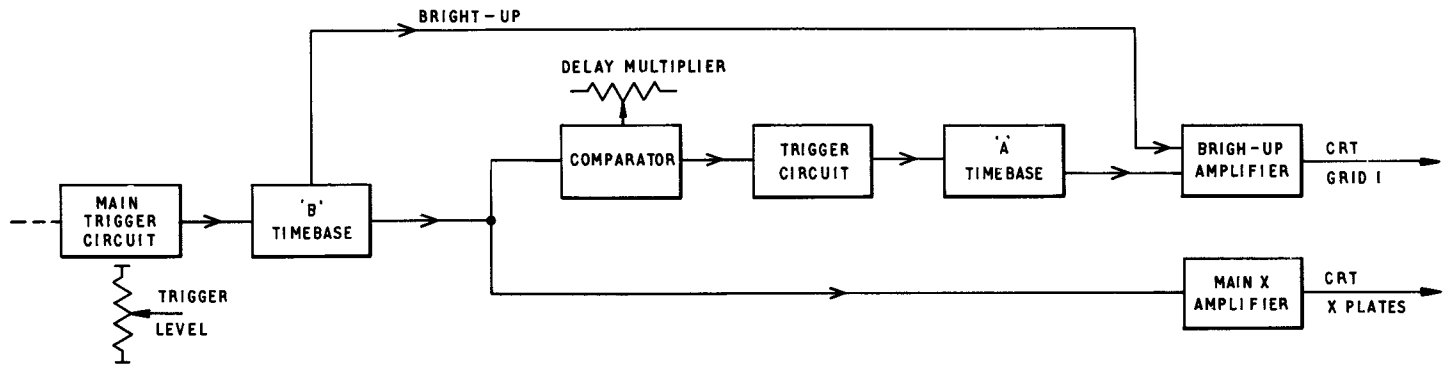 BRIGHT-UP
DELAY MULTIPLIER
COMPARATOR
TRIGGER
CIRCUIT
'A'
TIMEBASE
BRIGH-UP
AMPLIFIER
CRT
GRID I
MAIN
TRIGGER
CIRCUIT
'B'
TIMEBASE
TRIGGER
LEVEL
MAIN X
AMPLIFIER
CRT
X PLATES